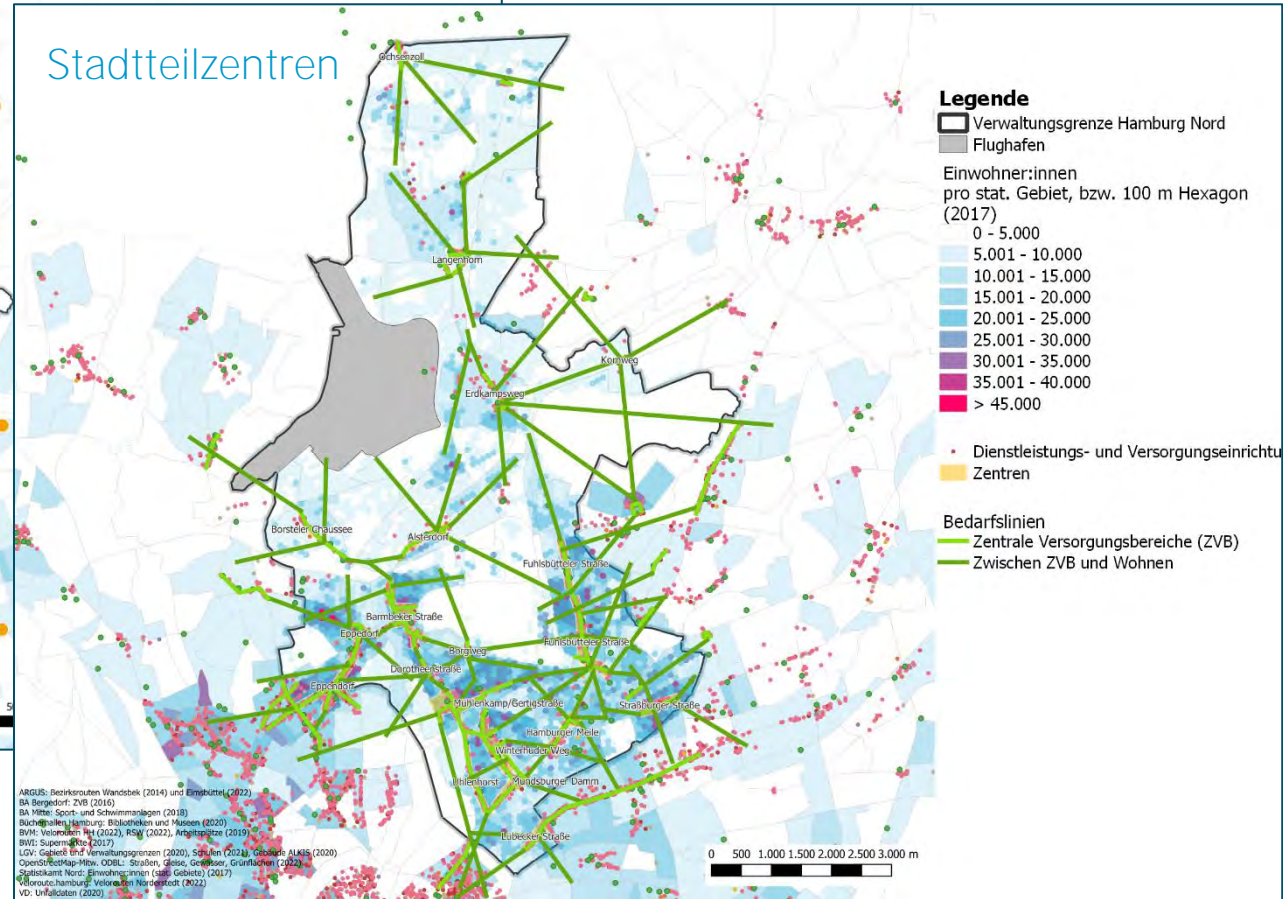 Stadtteilzentren
Ochsenzoll
Langenhorn
Kornweg
Erdkampsweg
Borsteler Chaussee
Alsterdorf
Fuhlsbütteler Straße
Barmbeker Straße
Eppedorf
Borgweg
Fuhlsbütteler Straße
Dorotheenstraße
Eppendorf
Mühlenkamp/Gertigstraße
Straßburger Straße
Hamburger Meile
Winterhuder Weg
Uhlenhorst
Mundsburger Damm
Lübecker Straße
Legende
Verwaltungsgrenze Hamburg Nord
Flughafen
Einwohner:innen
pro stat. Gebiet, bzw. 100 m Hexagon
(2017)
0 - 5.000
5.001 - 10.000
10.001 - 15.000
15.001 - 20.000
20.001 - 25.000
25.001 - 30.000
30.001 - 35.000
35.001 - 40.000
> 45.000
Dienstleistungs- und Versorgungseinrichtu
Zentren
Bedarfslinien
Zentrale Versorgungsbereiche (ZVB)
Zwischen ZVB und Wohnen
0 500 1.000 1.500 2.000 2.500 3.000 m
ARGUS: Bezirksrouten Wandsbek (2014) und Eimsbüttel (2022)
BA Bergedorf: ZVB (2016)
BA Mitte: Sport- und Schwimmanlagen (2018)
Bücherhallen Hamburg: Bibliotheken und Museen (2020)
BVM: Velorouten HH (2022), RSW (2022), Arbeitsplätze (2019)
BWI: Supermärkte (2017)
LGV: Gebiete und Verwaltungsgrenzen (2020), Schulen (2021), Gebäude ALKIS (2020)
OpenStreetMap-Mitw. ODBL: Straßen, Gleise, Gewässer, Grünflächen (2022)
Statistikamt Nord: Einwohner:innen (stat. Gebiete) (2017)
veloroute.hamburg: Velorouten Norderstedt (2022)
VD: Unfalldaten (2020)